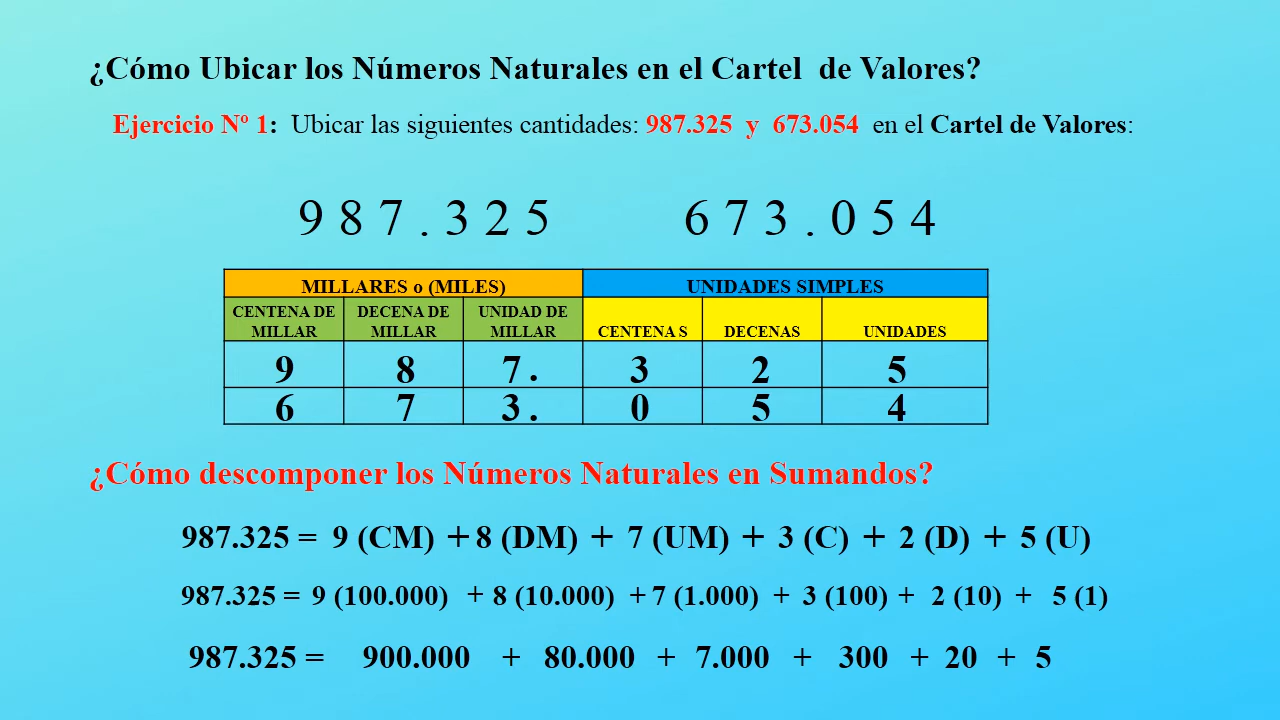 ¿Cómo Ubicar los Números Naturales en el Cartel de Valores?
Ejercicio Nº 1: Ubicar las siguientes cantidades: 987.325 y 673.054 en el Cartel de Valores:
9 8 7 . 3 2 5 6 7 3 . 0 5 4
MILLARES o (MILES) UNIDADES SIMPLES
CENTENA DE MILLAR DECENA DE MILLAR UNIDAD DE MILLAR CENTENA S DECENAS UNIDADES
9 8 7 . 3 2 5
6 7 3 . 0 5 4
¿Cómo descomponer los Números Naturales en Sumandos?
987.325 = 9 (CM) + 8 (DM) + 7 (UM) + 3 (C) + 2 (D) + 5 (U)
987.325 = 9 (100.000) + 8 (10.000) + 7 (1.000) + 3 (100) + 2 (10) + 5 (1)
987.325 = 900.000 + 80.000 + 7.000 + 300 + 20 + 5